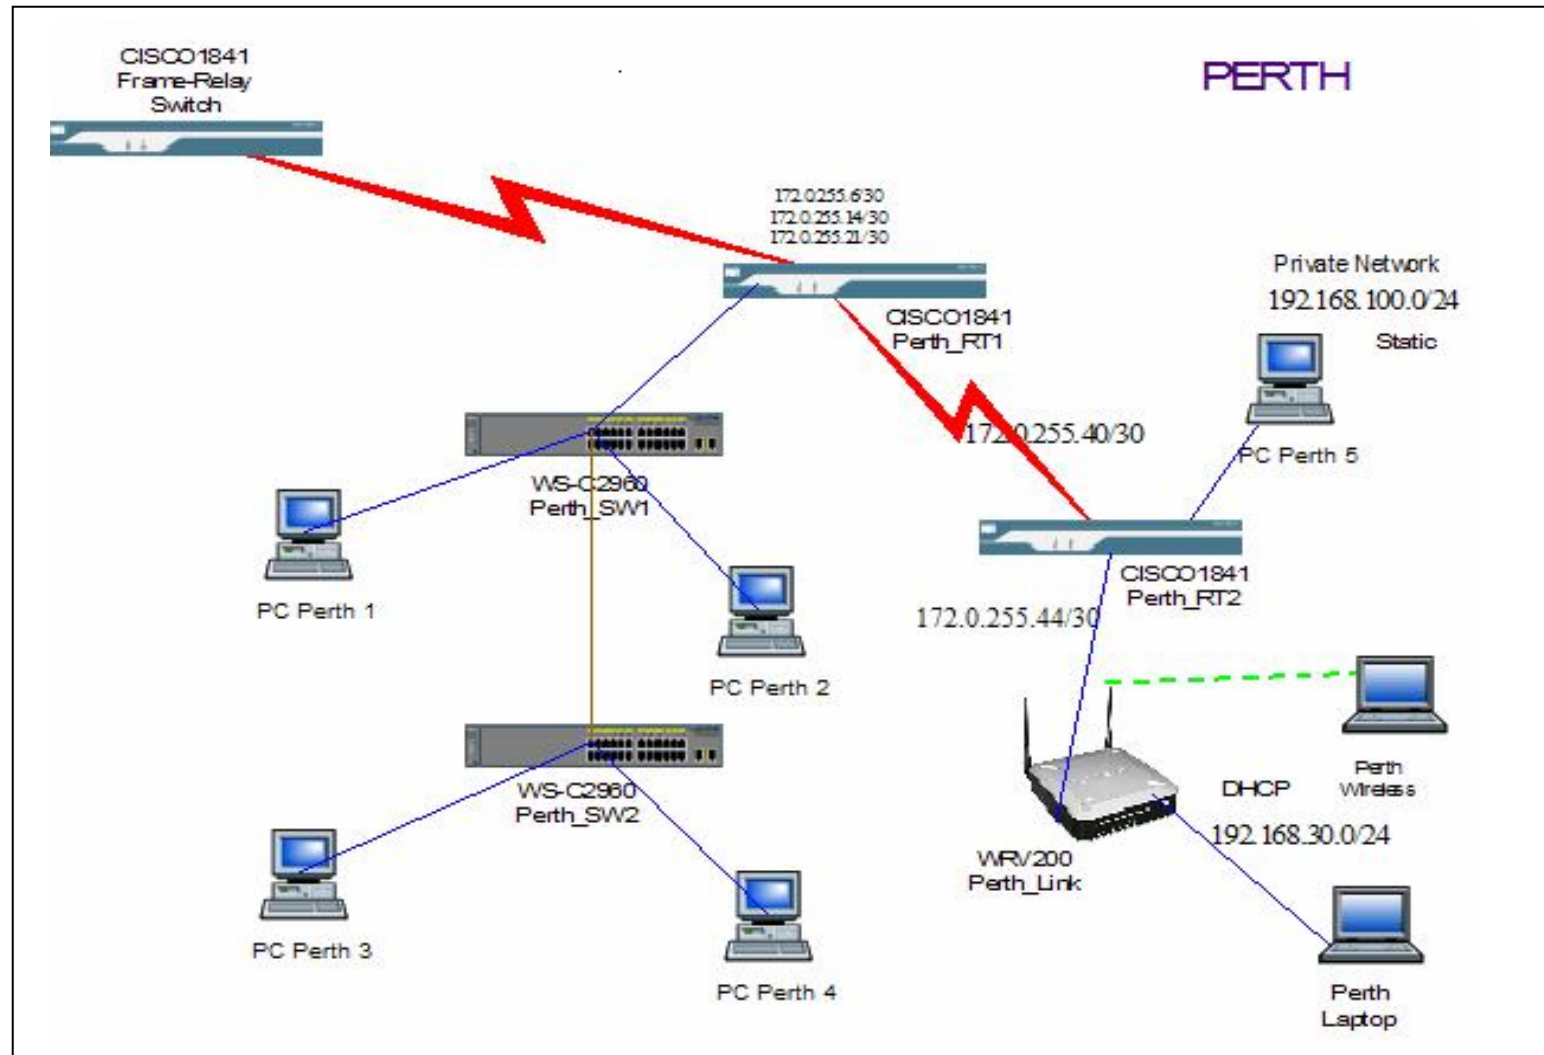 CISCO1841
Frame-Relay
Switch
PERTH
172.0255.6/30
172.0.255.14/30
172.0.255.21/30
CISCO1841
Perth_RT1
Private Network
192.168.100.0/24
Static
PC Perth 5
172.0.255.40/30
WS-C2960
Perth_SW1
PC Perth 1
PC Perth 2
CISCO1841
Perth_RT2
172.0.255.44/30
WS-C2960
Perth_SW2
PC Perth 3
PC Perth 4
WRV200
Perth_Link
DHCP
192.168.30.0/24
Perth
Wireless
Perth
Laptop